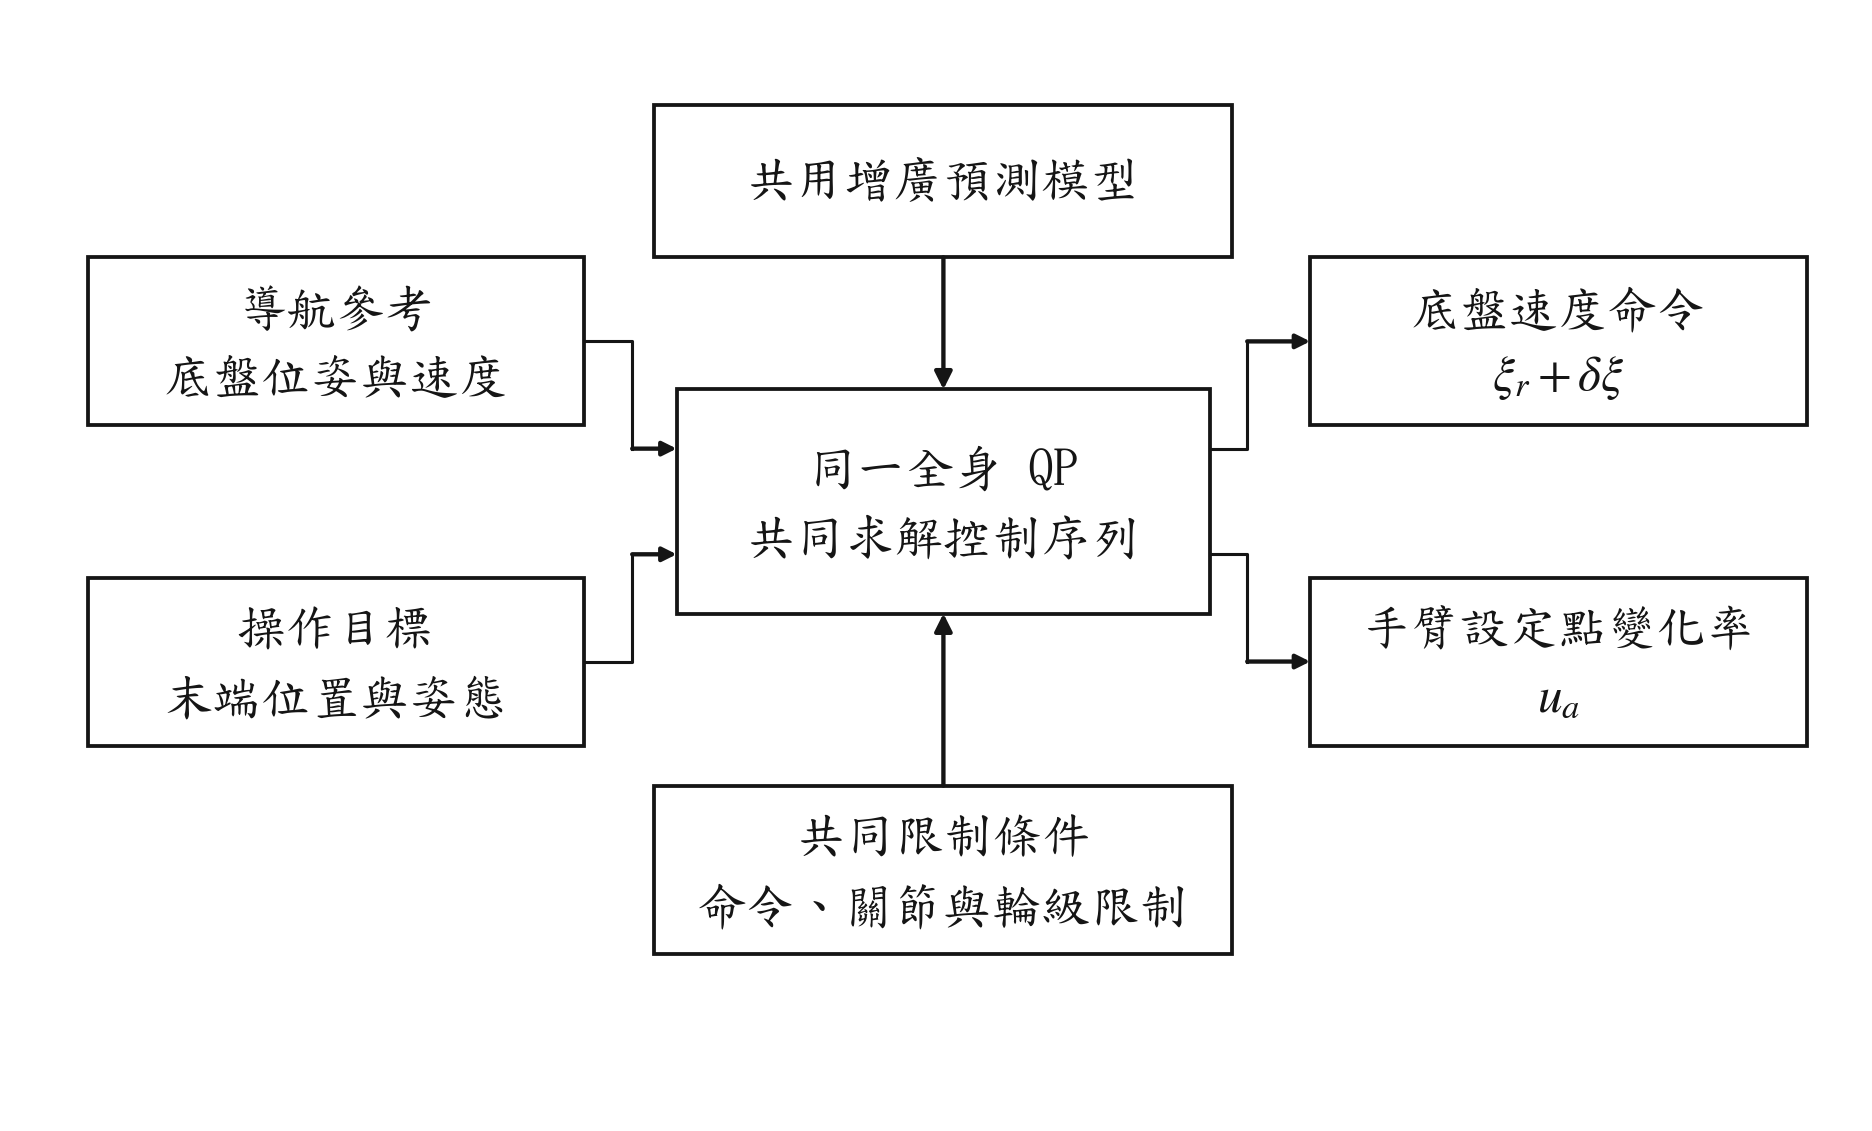 共用增廣預測模型
導航參考
底盤位姿與速度
底盤速度命令
ξ_r + δξ
同一全身 QP
共同求解控制序列
操作目標
末端位置與姿態
手臂設定點變化率
u_a
共同限制條件
命令、關節與輪級限制